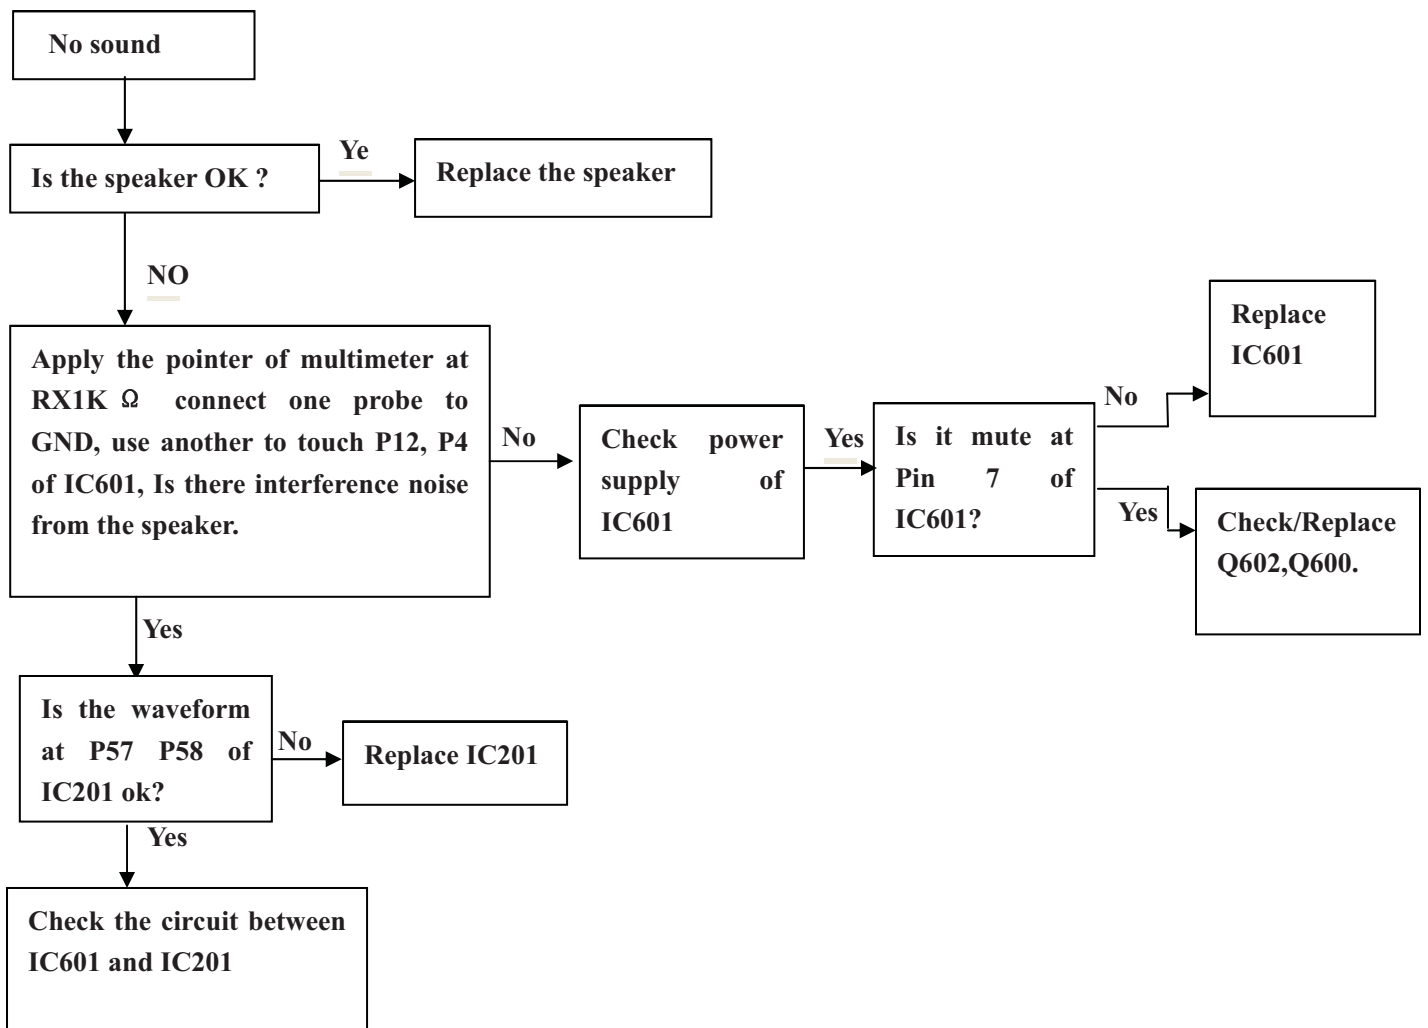 No sound
Is the speaker OK ?
Ye
Replace the speaker
NO
Apply the pointer of multimeter at
RX1K Ω connect one probe to
GND, use another to touch P12, P4
of IC601, Is there interference noise
from the speaker.
No
Check power
supply of
IC601
Yes
Is it mute at
Pin 7 of
IC601?
No
Replace
IC601
Yes
Check/Replace
Q602,Q600.
Yes
Is the waveform
at P57 P58 of
IC201 ok?
No
Replace IC201
Yes
Check the circuit between
IC601 and IC201